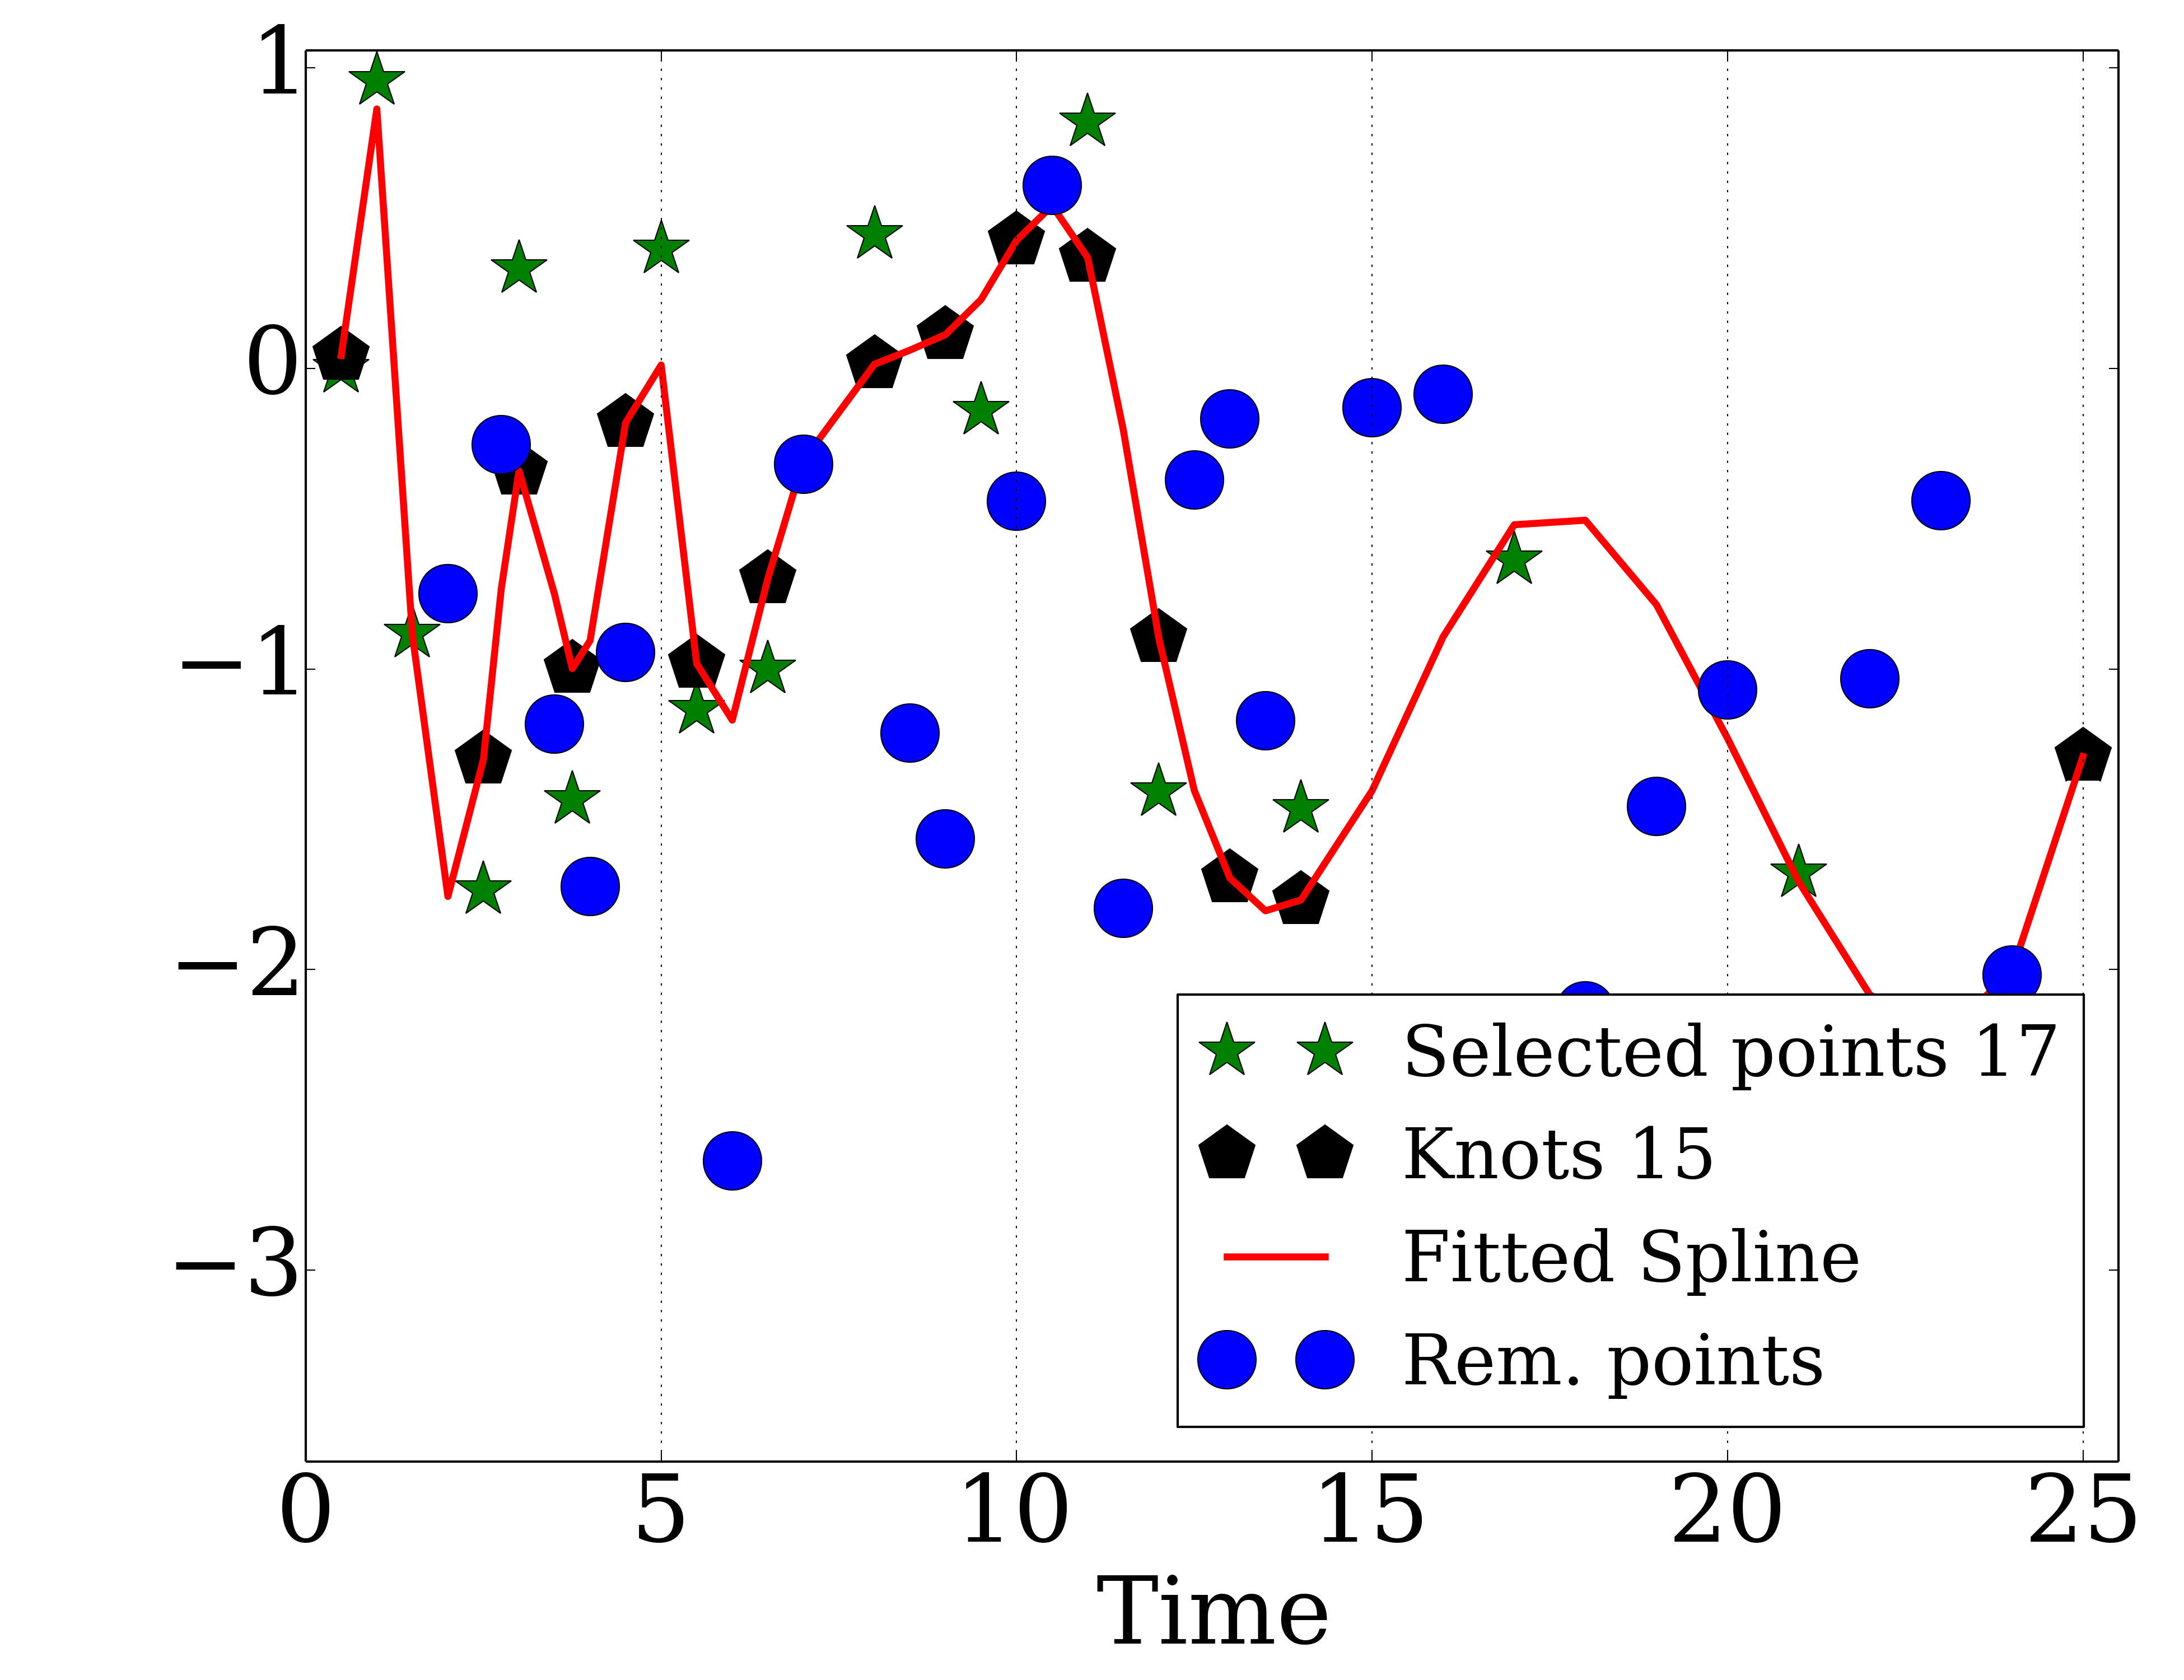 1
0
−1
−2
−3
Selected points 17
Knots 15
Fitted Spline
Rem. points
0 5 10 15 20 25
Time